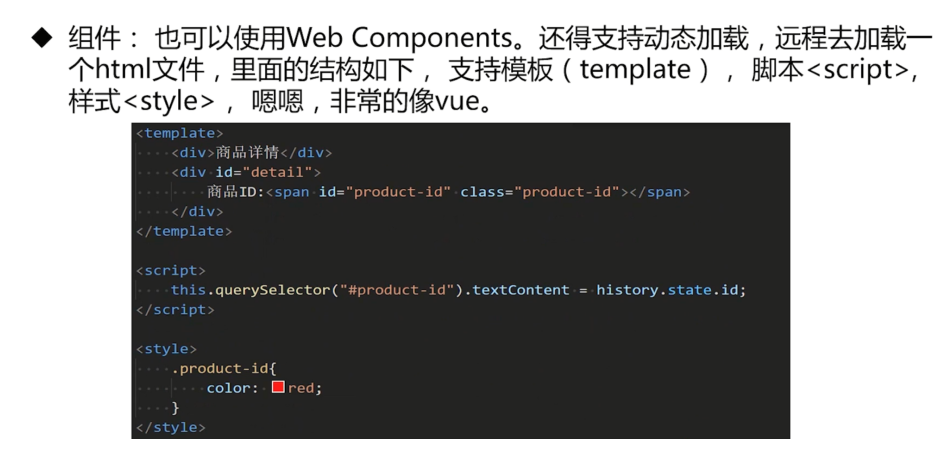 ◆ 组件： 也可以使用Web Components。还得支持动态加载，远程去加载一
个html文件，里面的结构如下， 支持模板（template）， 脚本<script>,
样式<style> ， 嗯嗯，非常的像vue。
<template>
    <div>商品详情</div>
    <div id="detail">
        商品ID:<span id="product-id" class="product-id"></span>
    </div>
</template>

<script>
    this.querySelector("#product-id").textContent = history.state.id;
</script>

<style>
    .product-id{
        color: red;
    }
</style>